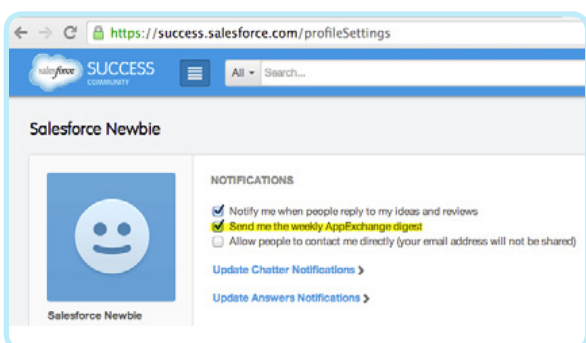 https://success.salesforce.com/profileSettings
salesforce SUCCESS
COMMUNITY
All Search...
Salesforce Newbie
NOTIFICATIONS
Notify me when people reply to my ideas and reviews
Send me the weekly AppExchange digest
Allow people to contact me directly (your email address will not be shared)
Update Chatter Notifications
Update Answers Notifications
Salesforce Newbie